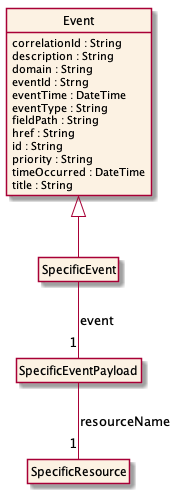 Event
correlationId : String
description : String
domain : String
eventId : Strng
eventTime : DateTime
eventType : String
fieldPath : String
href : String
id : String
priority : String
timeOccurred : DateTime
title : String
SpecificEvent
event
1
SpecificEventPayload
resourceName
1
SpecificResource